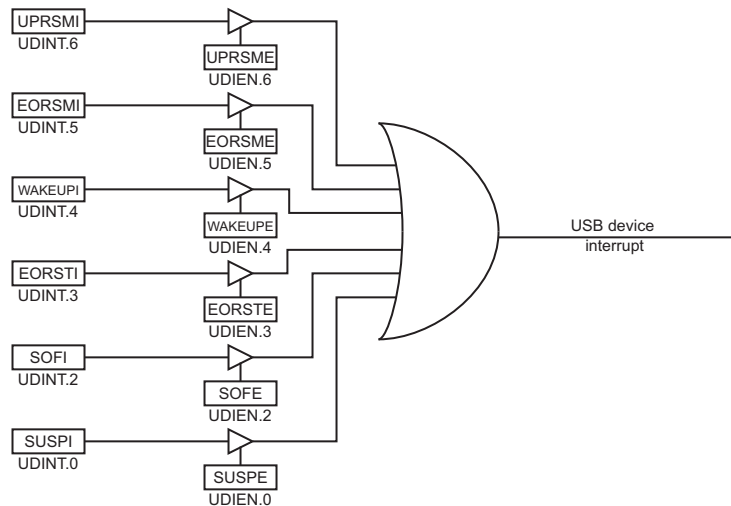 UPRSMI
UDINT.6
UPRSME
UDIEN.6
EORSMI
UDINT.5
EORSME
UDIEN.5
WAKEUPI
UDINT.4
WAKEUPE
UDIEN.4
USB device
interrupt
EORSTI
UDINT.3
EORSTE
UDIEN.3
SOFI
UDINT.2
SOFE
UDIEN.2
SUSPI
UDINT.0
SUSPE
UDIEN.0